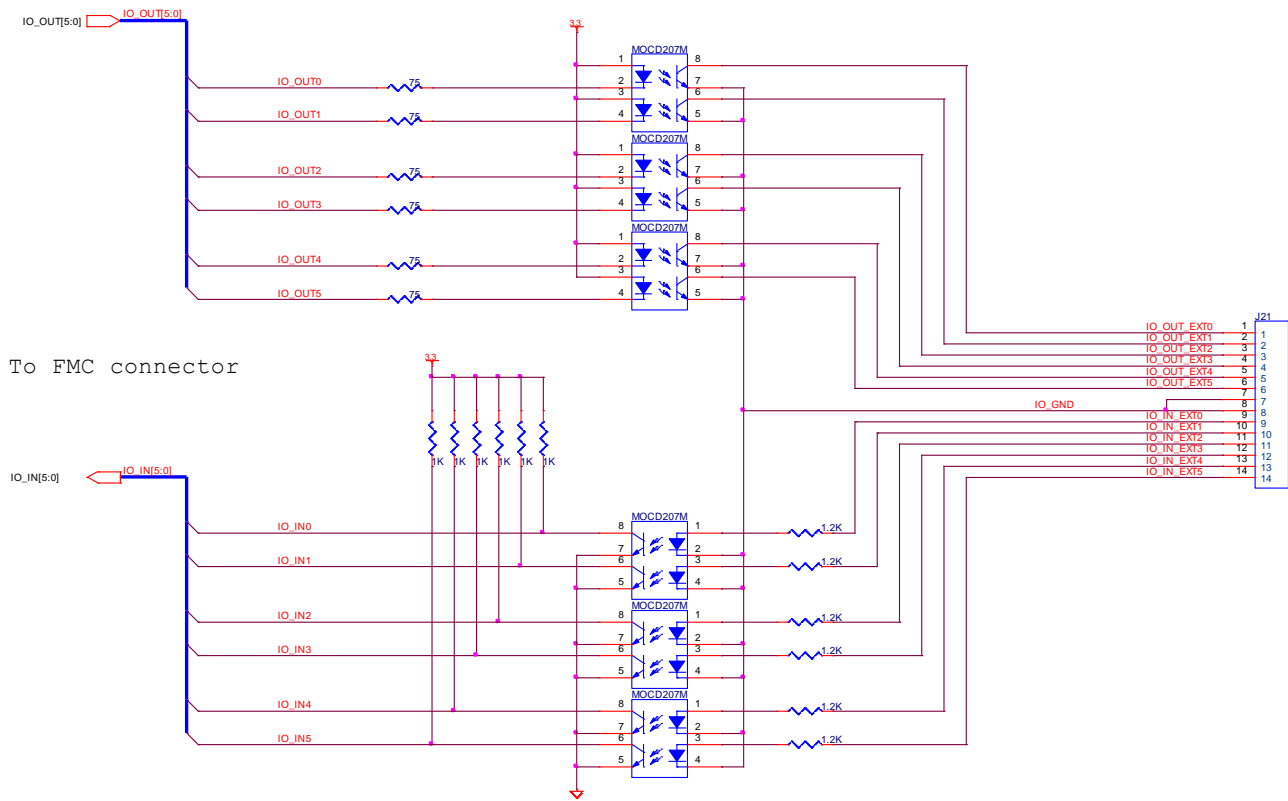 IO_OUT[5:0]
IO_OUT[5:0]
3.3
MOCD207M
1 8
IO_OUT0 75 2 7
3 6
IO_OUT1 75 4 5
MOCD207M
1 8
IO_OUT2 75 2 7
3 6
IO_OUT3 75 4 5
MOCD207M
1 8
IO_OUT4 75 2 7
3 6
IO_OUT5 75 4 5
J21
IO_OUT_EXT0 1 1
IO_OUT_EXT1 2 2
IO_OUT_EXT2 3 3
IO_OUT_EXT3 4 4
IO_OUT_EXT4 5 5
IO_OUT_EXT5 6 6
7 7
IO_GND 8 8
IO_IN_EXT0 9 9
IO_IN_EXT1 10 10
IO_IN_EXT2 11 11
IO_IN_EXT3 12 12
IO_IN_EXT4 13 13
IO_IN_EXT5 14 14
To FMC connector
3.3
1K 1K 1K 1K 1K 1K
IO_IN[5:0]
IO_IN[5:0]
MOCD207M
IO_IN0 8 1 1.2K
7 2
IO_IN1 6 3 1.2K
5 4
MOCD207M
IO_IN2 8 1 1.2K
7 2
IO_IN3 6 3 1.2K
5 4
MOCD207M
IO_IN4 8 1 1.2K
7 2
IO_IN5 6 3 1.2K
5 4